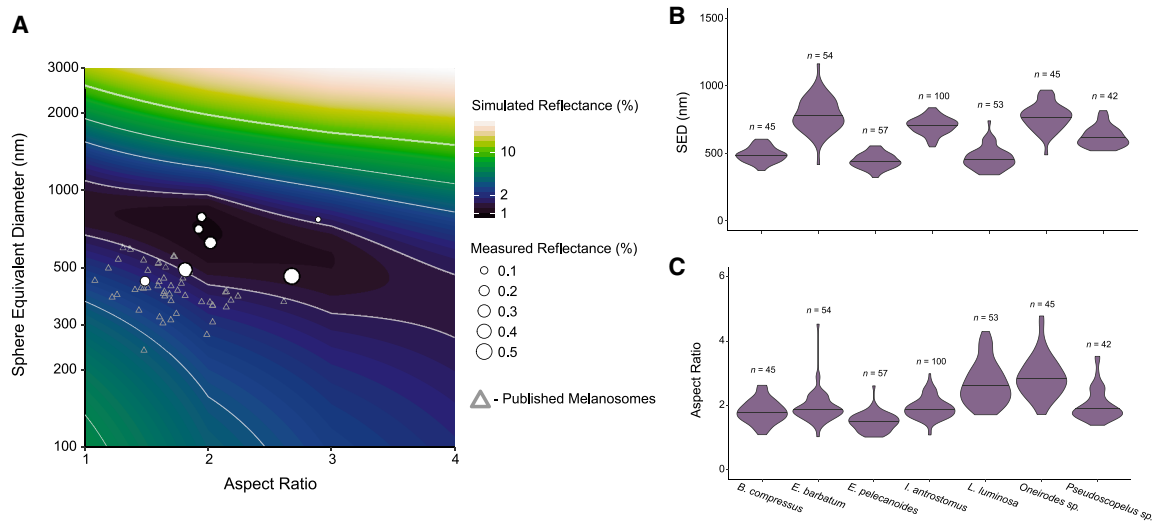 A
3000
2000
1000
500
300
200
100
Sphere Equivalent Diameter (nm)
1
2
3
4
Aspect Ratio
Simulated Reflectance (%)
10
2
1
Measured Reflectance (%)
0.1
0.2
0.3
0.4
0.5
- Published Melanosomes
B
1500
1000
500
0
SED (nm)
n = 45
n = 54
n = 57
n = 100
n = 53
n = 45
n = 42
C
6
4
2
0
Aspect Ratio
n = 45
n = 54
n = 57
n = 100
n = 53
n = 45
n = 42
B. compressus
E. barbatum
E. pelecanoides
I. antrostomus
L. luminosa
Oneirodes sp.
Pseudoscopelus sp.